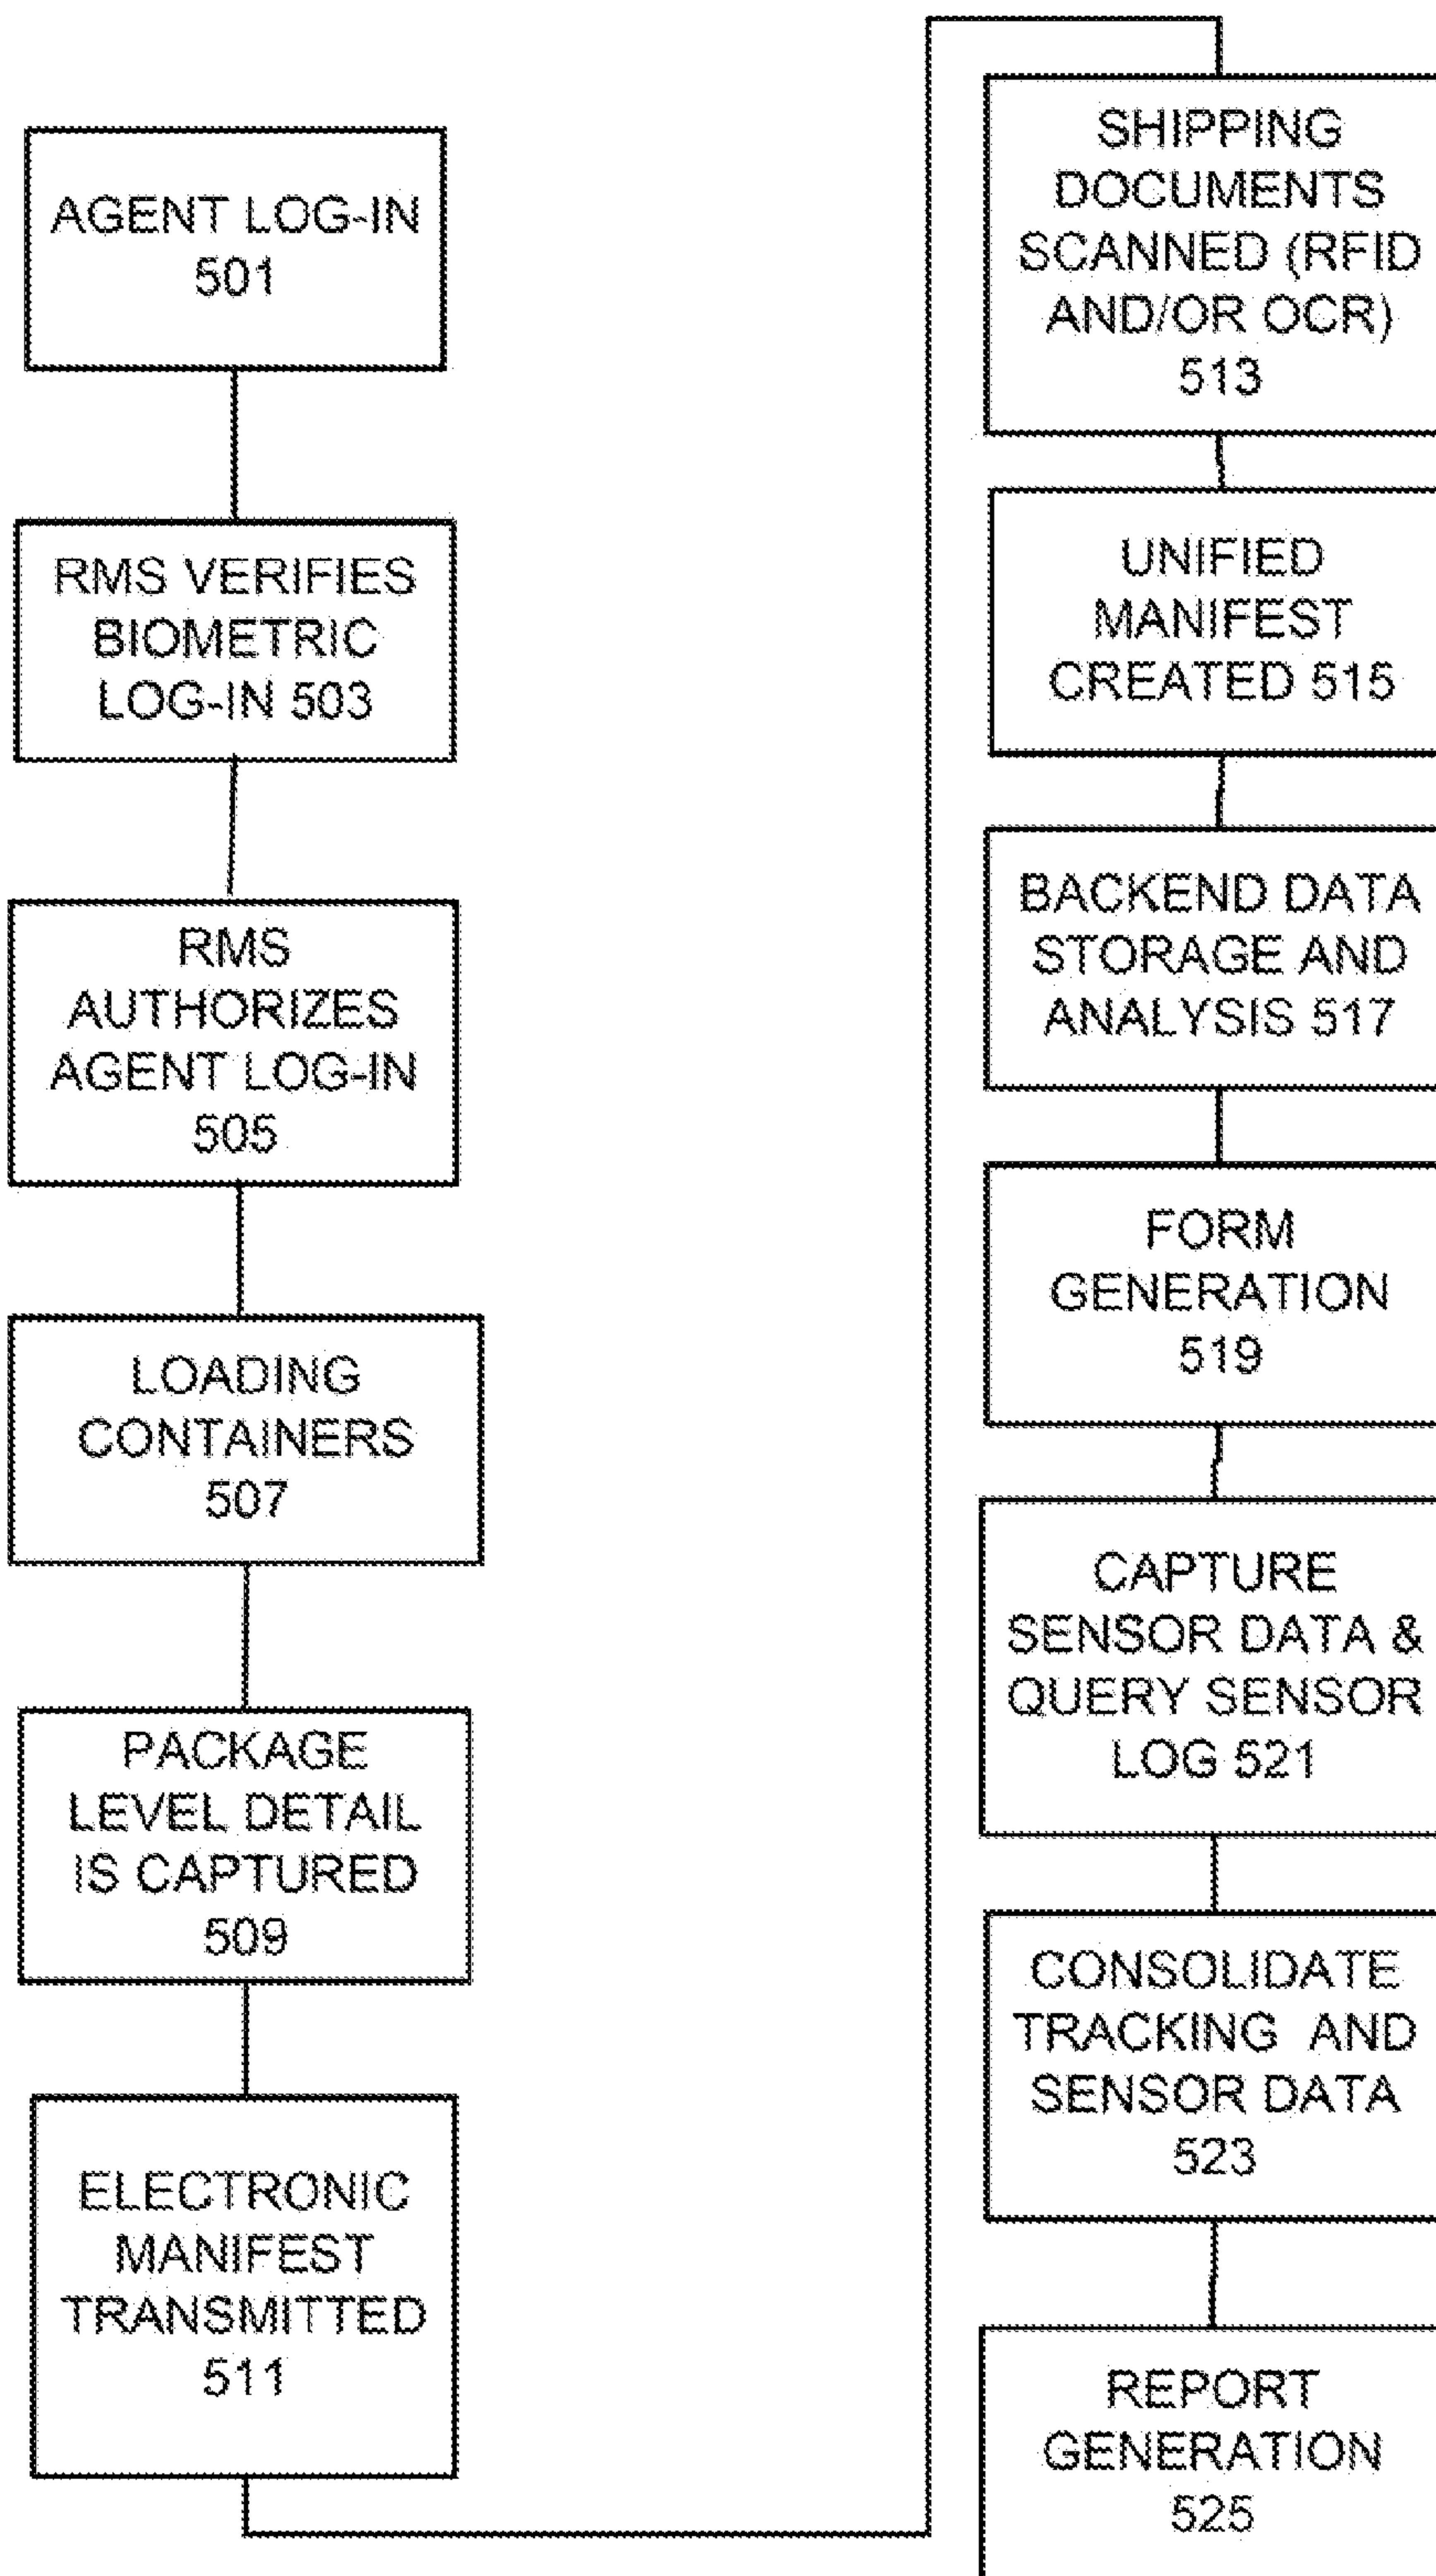 AGENT LOG-IN
501
RMS VERIFIES
BIOMETRIC
LOG-IN 503
RMS
AUTHORIZES
AGENT LOG-IN
505
LOADING
CONTAINERS
507
PACKAGE
LEVEL DETAIL
IS CAPTURED
509
ELECTRONIC
MANIFEST
TRANSMITTED
511
SHIPPING
DOCUMENTS
SCANNED (RFID
AND/OR OCR)
513
UNIFIED
MANIFEST
CREATED 515
BACKEND DATA
STORAGE AND
ANALYSIS 517
FORM
GENERATION
519
CAPTURE
SENSOR DATA &
QUERY SENSOR
LOG 521
CONSOLIDATE
TRACKING AND
SENSOR DATA
523
REPORT
GENERATION
525